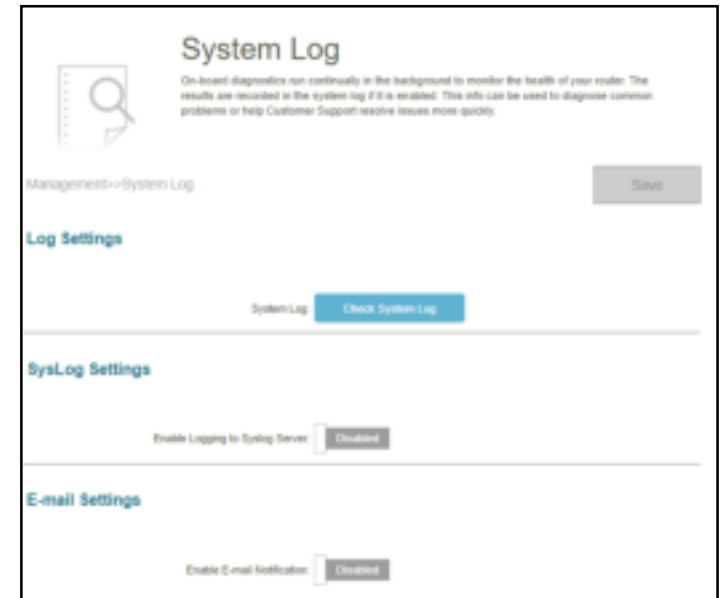 System Log
On-board diagnostics run continually in the background to monitor the health of your router. The
results are recorded in the system log if it is enabled. This info can be used to diagnose common
problems or help Customer Support resolve issues more quickly.
Management>>System Log
Save
Log Settings
System Log: Check System Log
SysLog Settings
Enable Logging to Syslog Server: Disabled
E-mail Settings
Enable E-mail Notification: Disabled